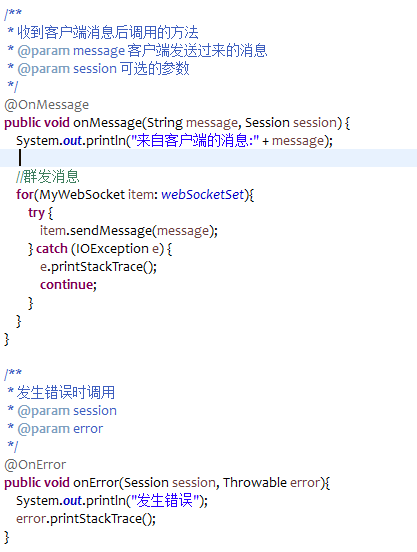 /**
 * 收到客户端消息后调用的方法
 * @param message 客户端发送过来的消息
 * @param session 可选的参数
 */
@OnMessage
public void onMessage(String message, Session session) {
System.out.println("来自客户端的消息:" + message);
//群发消息
for(MyWebSocket item: webSocketSet){
try {
item.sendMessage(message);
} catch (IOException e) {
e.printStackTrace();
continue;
}
}
}
/**
 * 发生错误时调用
 * @param session
 * @param error
 */
@OnError
public void onError(Session session, Throwable error){
System.out.println("发生错误");
error.printStackTrace();
}